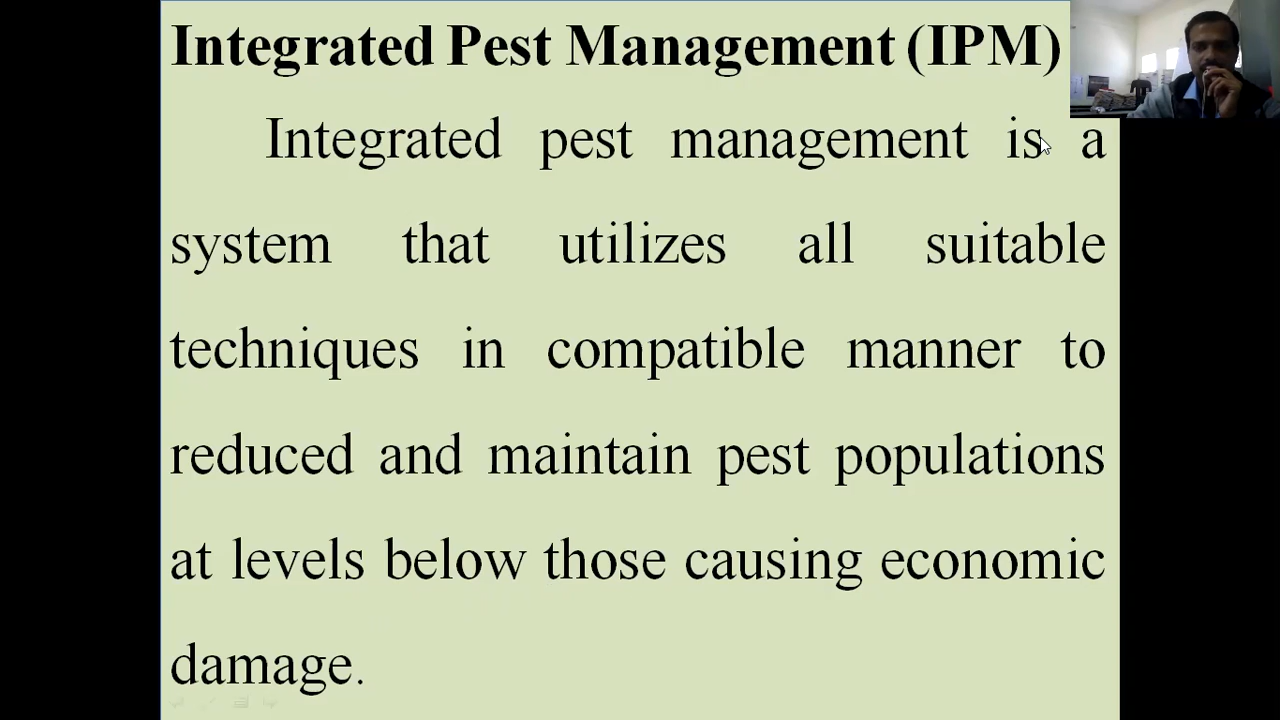 Integrated Pest Management (IPM)
Integrated pest management is a
system that utilizes all suitable
techniques in compatible manner to
reduced and maintain pest populations
at levels below those causing economic
damage.